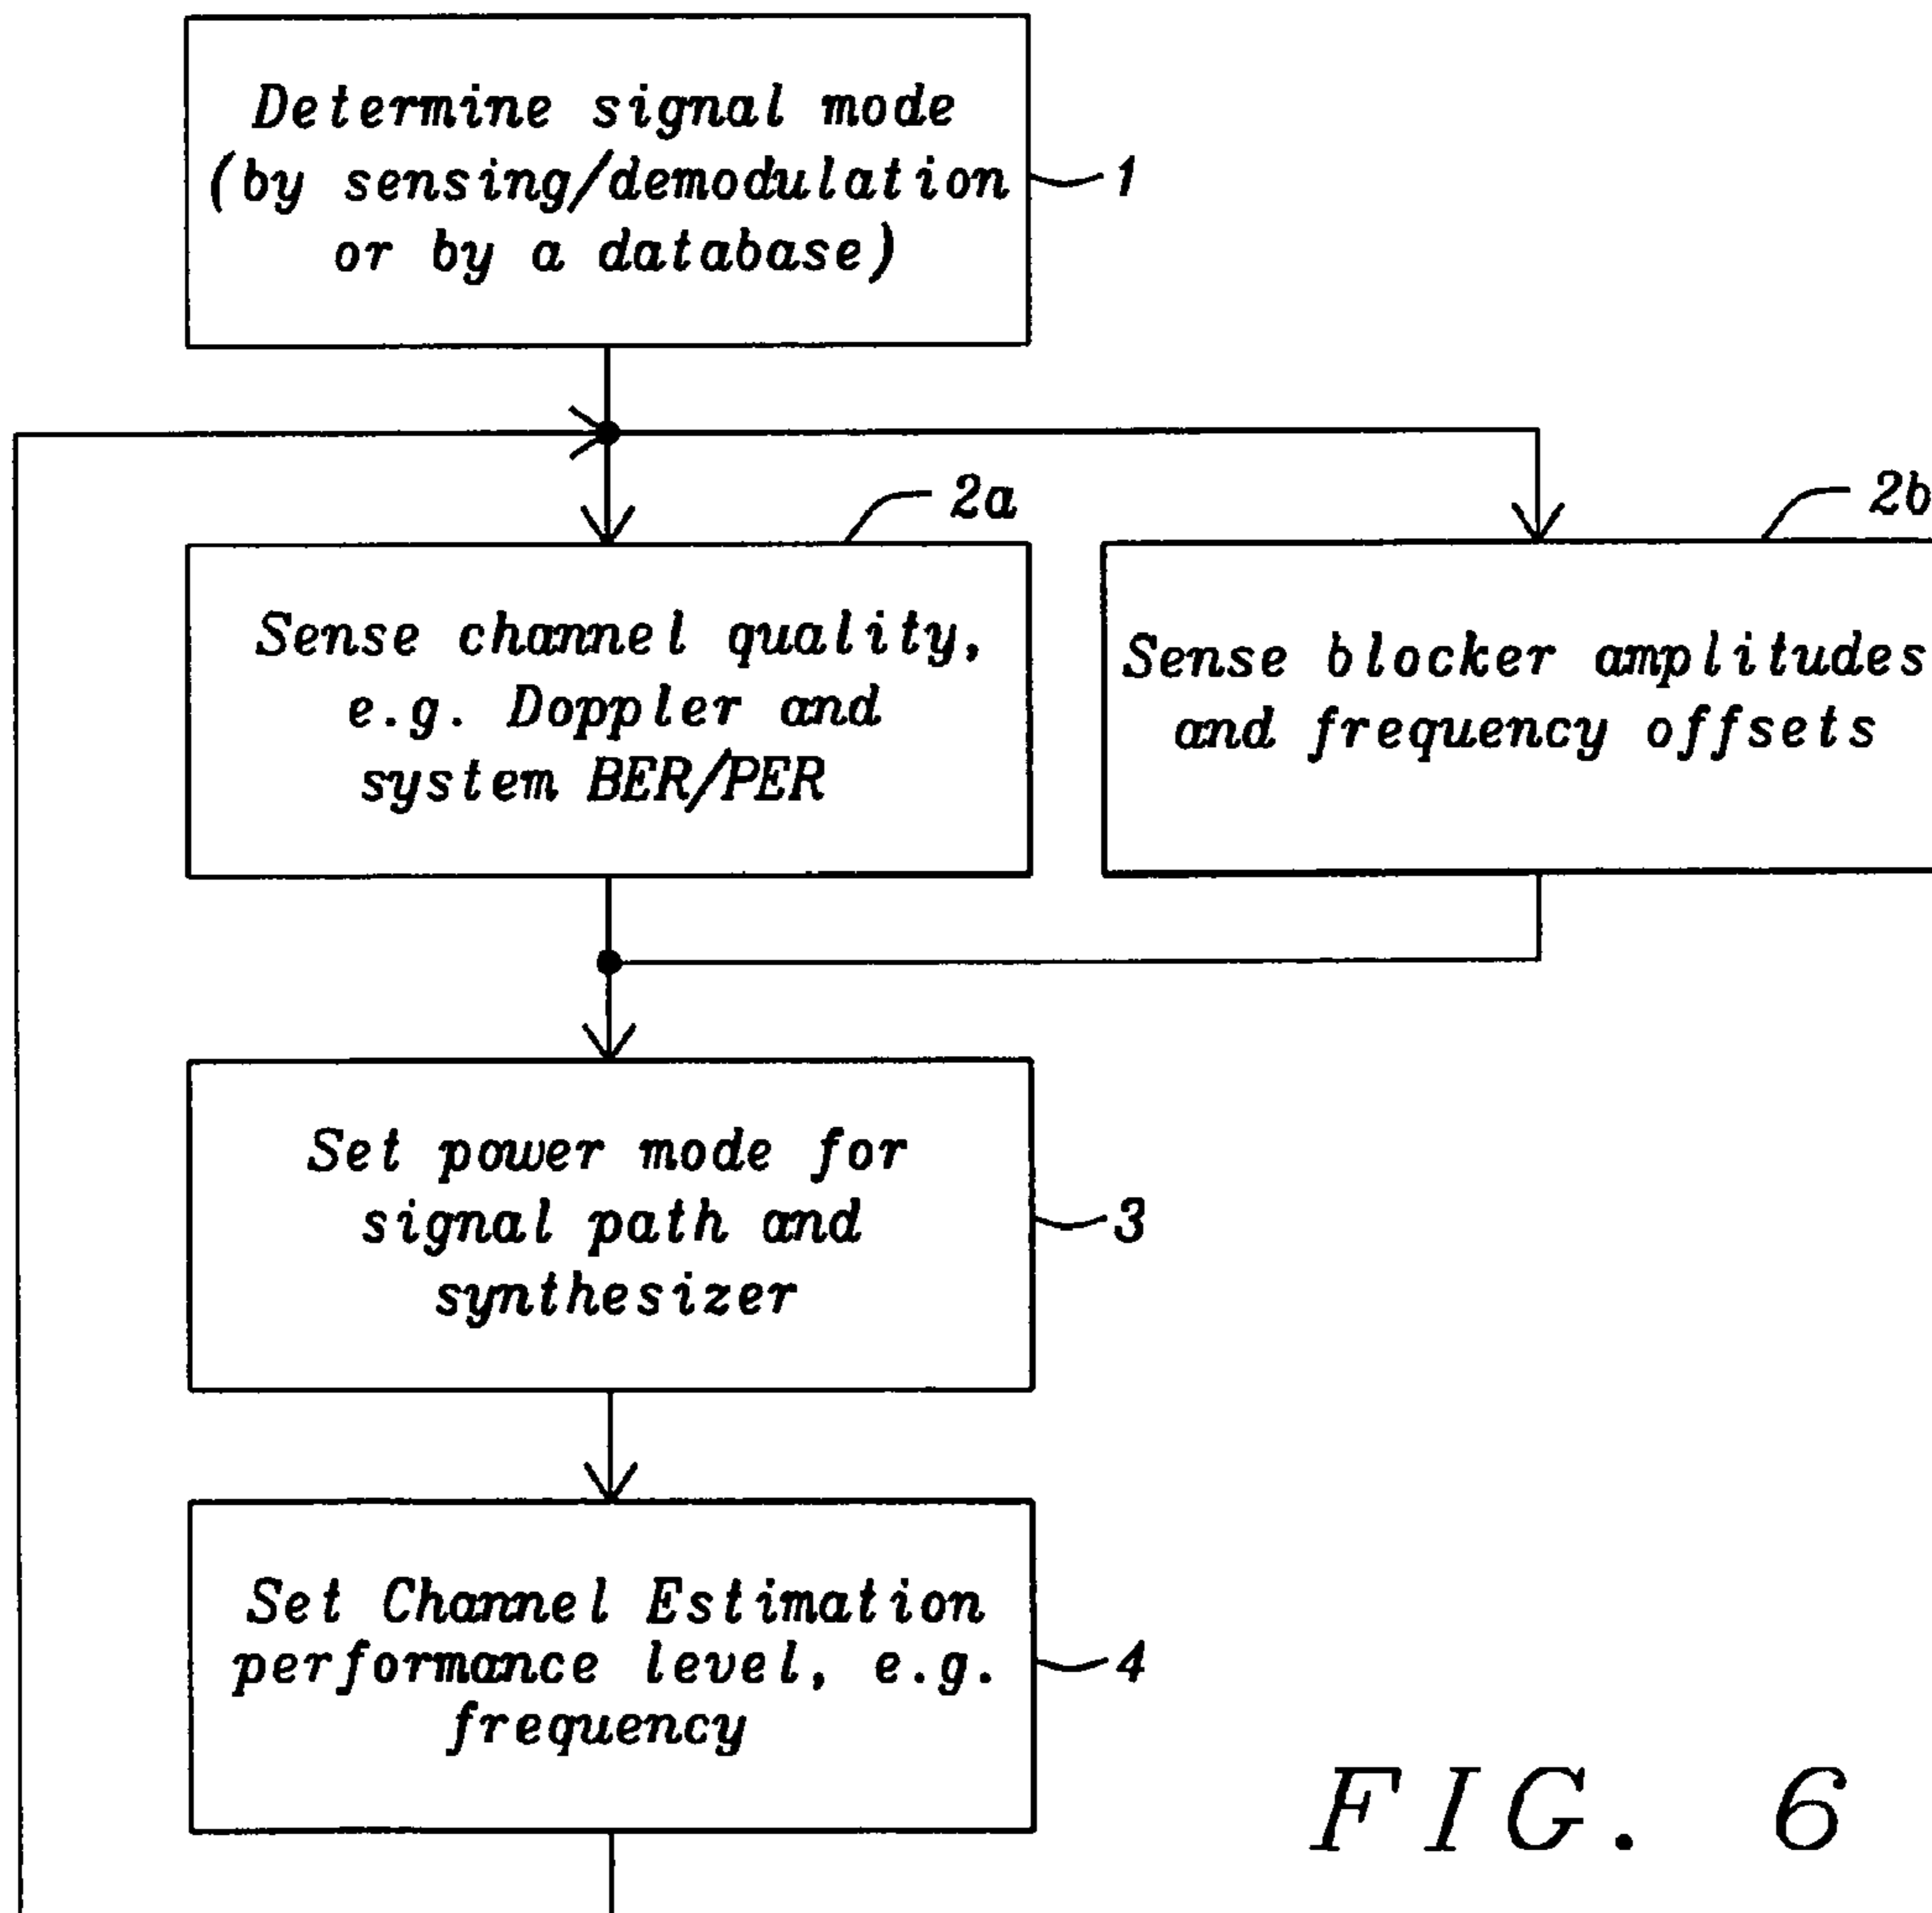 Determine signal mode
(by sensing/demodulation
or by a database)
1
2a
2b
Sense channel quality,
e.g. Doppler and
system BER/PER
Sense blocker amplitudes
and frequency offsets
Set power mode for
signal path and
synthesizer
3
Set Channel Estimation
performance level, e.g.
frequency
4
FIG. 6